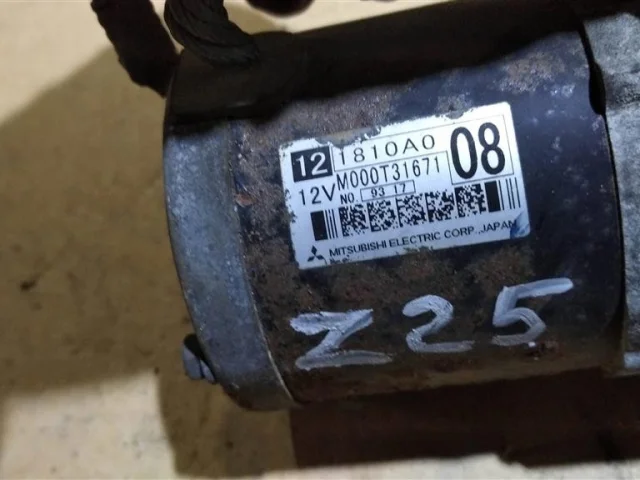 12 1810A0 08
12V M000T31671
NO. 93 17
MITSUBISHI ELECTRIC CORP., JAPAN
Z25